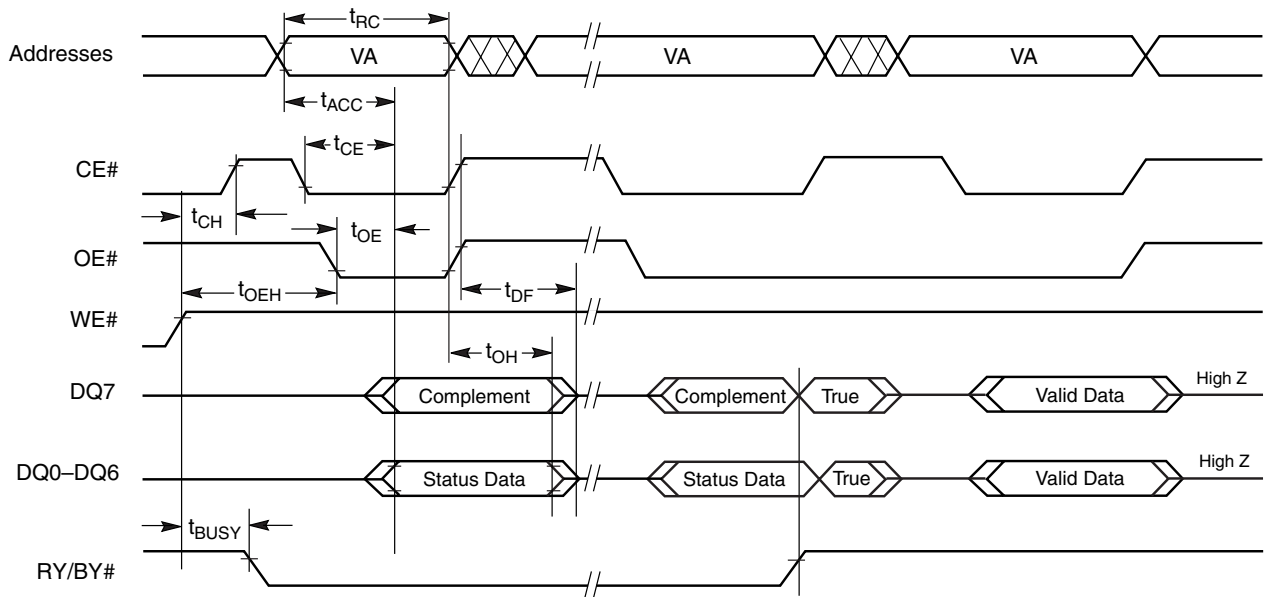 tRC
Addresses VA VA VA
tACC
tCE
CE#
tCH tOE
OE#
tOEH tDF
WE#
tOH
DQ7 Complement Complement True Valid Data High Z
DQ0–DQ6 Status Data Status Data True Valid Data High Z
tBUSY
RY/BY#